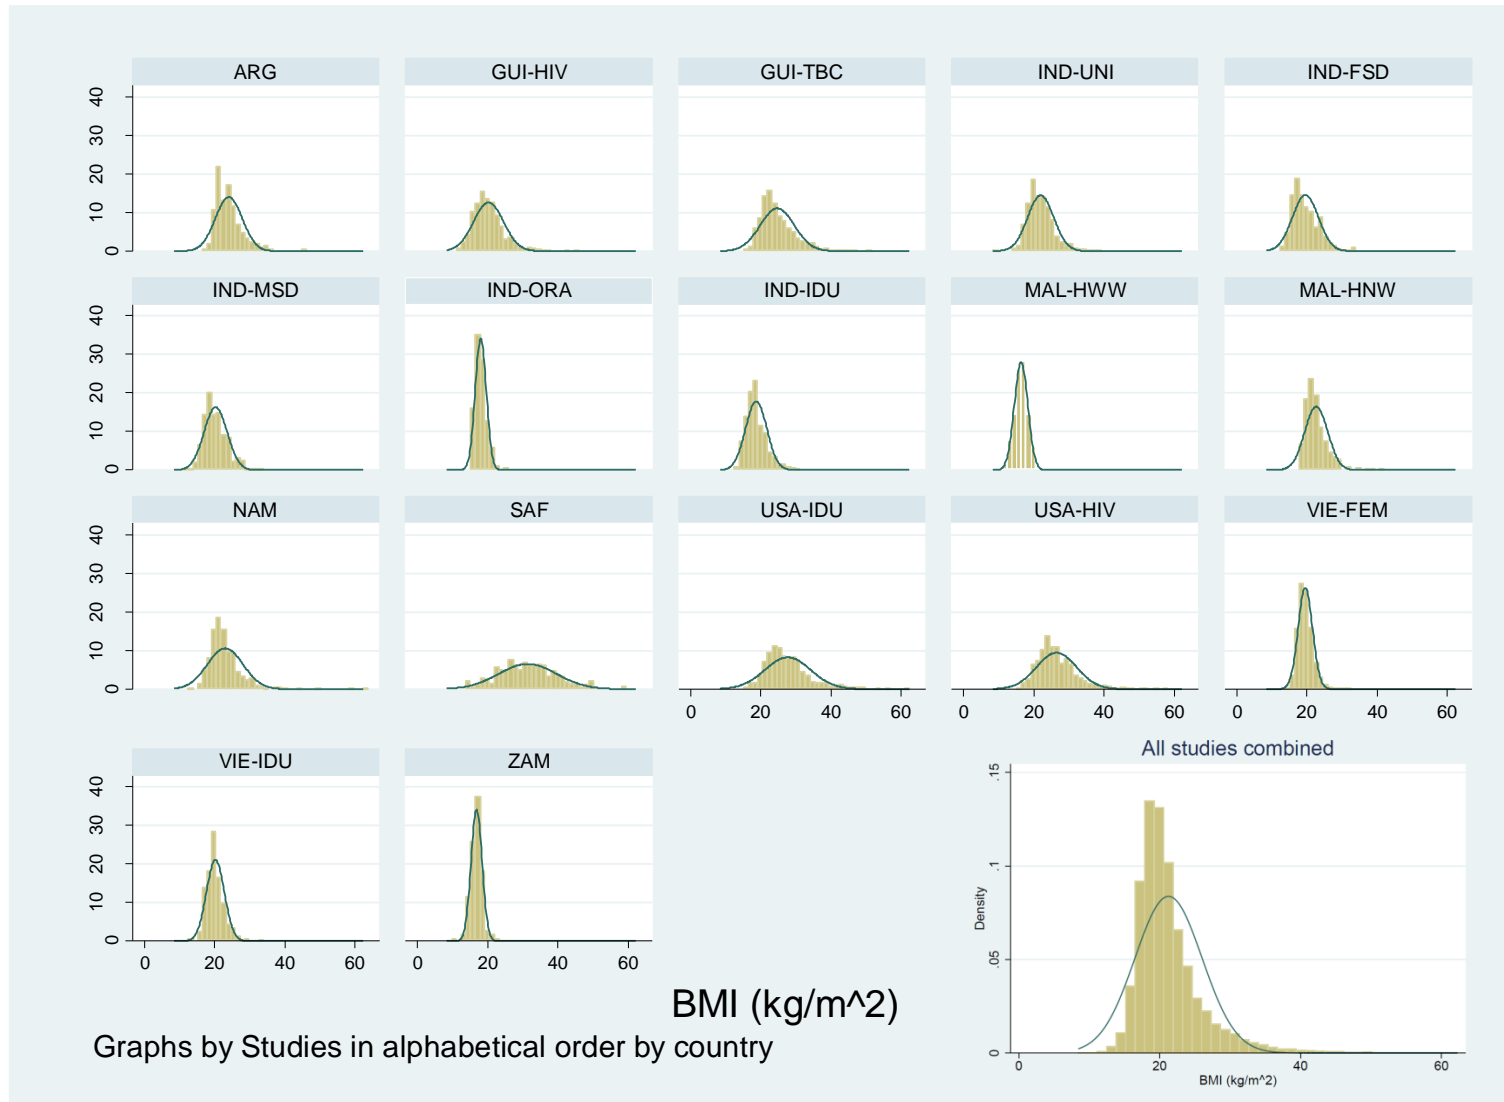 ARG GUI-HIV GUI-TBC IND-UNI IND-FSD
40
30
20
10
0
IND-MSD IND-ORA IND-IDU MAL-HWW MAL-HNW
40
30
20
10
0
NAM SAF USA-IDU USA-HIV VIE-FEM
40
30
20
10
0
0 20 40 60 0 20 40 60 0 20 40 60
VIE-IDU ZAM
40
30
20
10
0
0 20 40 60 0 20 40 60
All studies combined
.15
.1
.05
0
Density
0 20 40 60
BMI (kg/m^2)
BMI (kg/m^2)
Graphs by Studies in alphabetical order by country